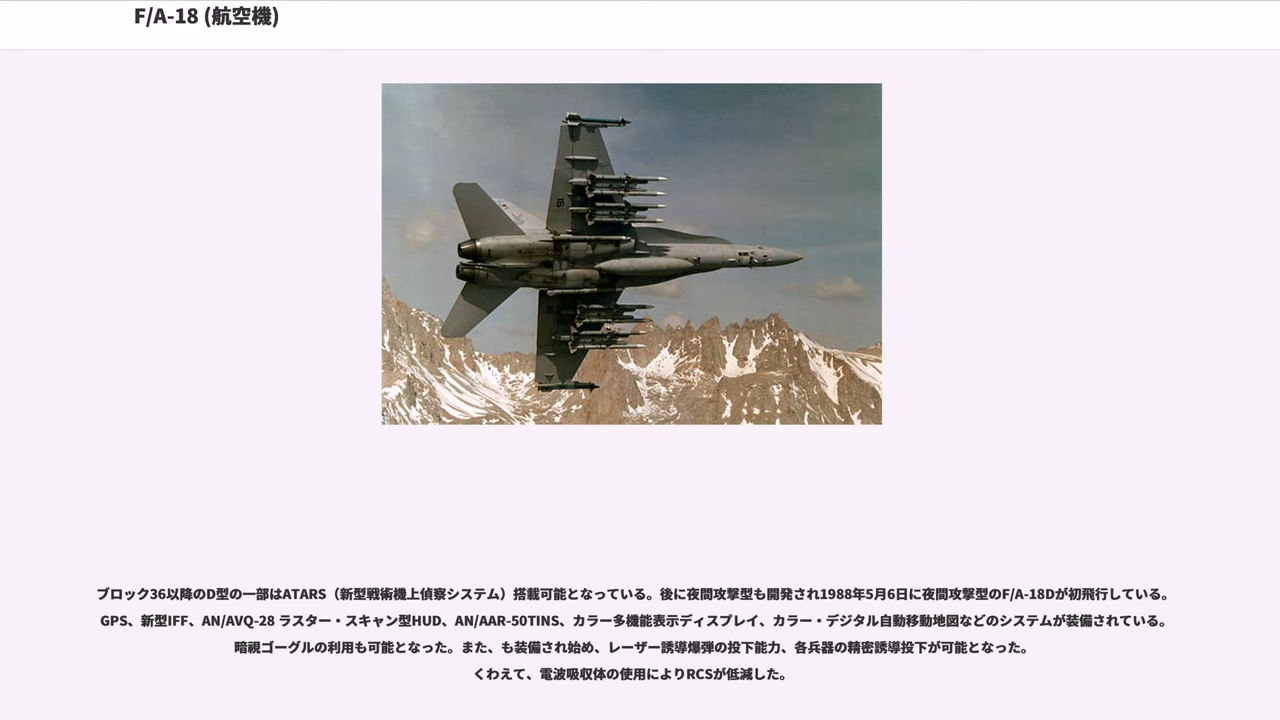 F/A-18 (航空機)
16
ブロック36以降のD型の一部はATARS（新型戦術機上偵察システム）搭載可能となっている。後に夜間攻撃型も開発され1988年5月6日に夜間攻撃型のF/A-18Dが初飛行している。
GPS、新型IFF、AN/AVQ-28 ラスター・スキャン型HUD、AN/AAR-50TINS、カラー多機能表示ディスプレイ、カラー・デジタル自動移動地図などのシステムが装備されている。
暗視ゴーグルの利用も可能となった。また、も装備され始め、レーザー誘導爆弾の投下能力、各兵器の精密誘導投下が可能となった。
くわえて、電波吸収体の使用によりRCSが低減した。